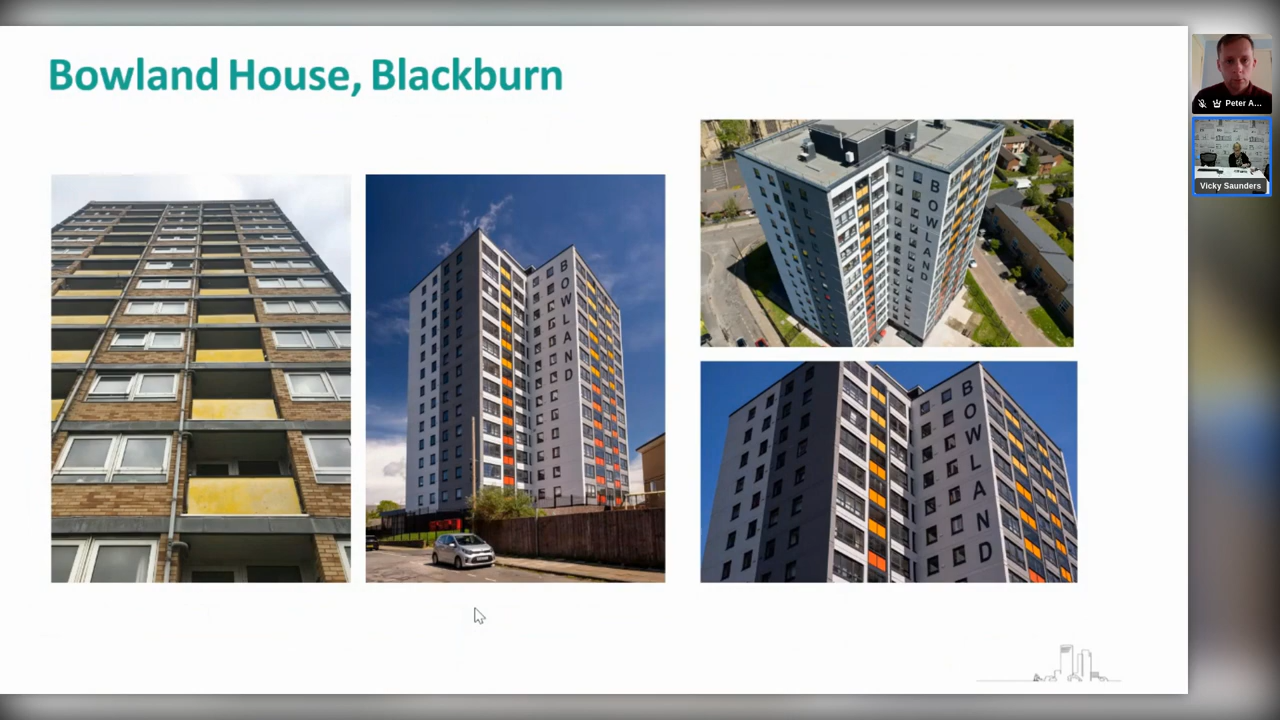 Bowland House, Blackburn
BOWLAND
BOWLAND
BOWLAND
Peter A...
Vicky Saunders